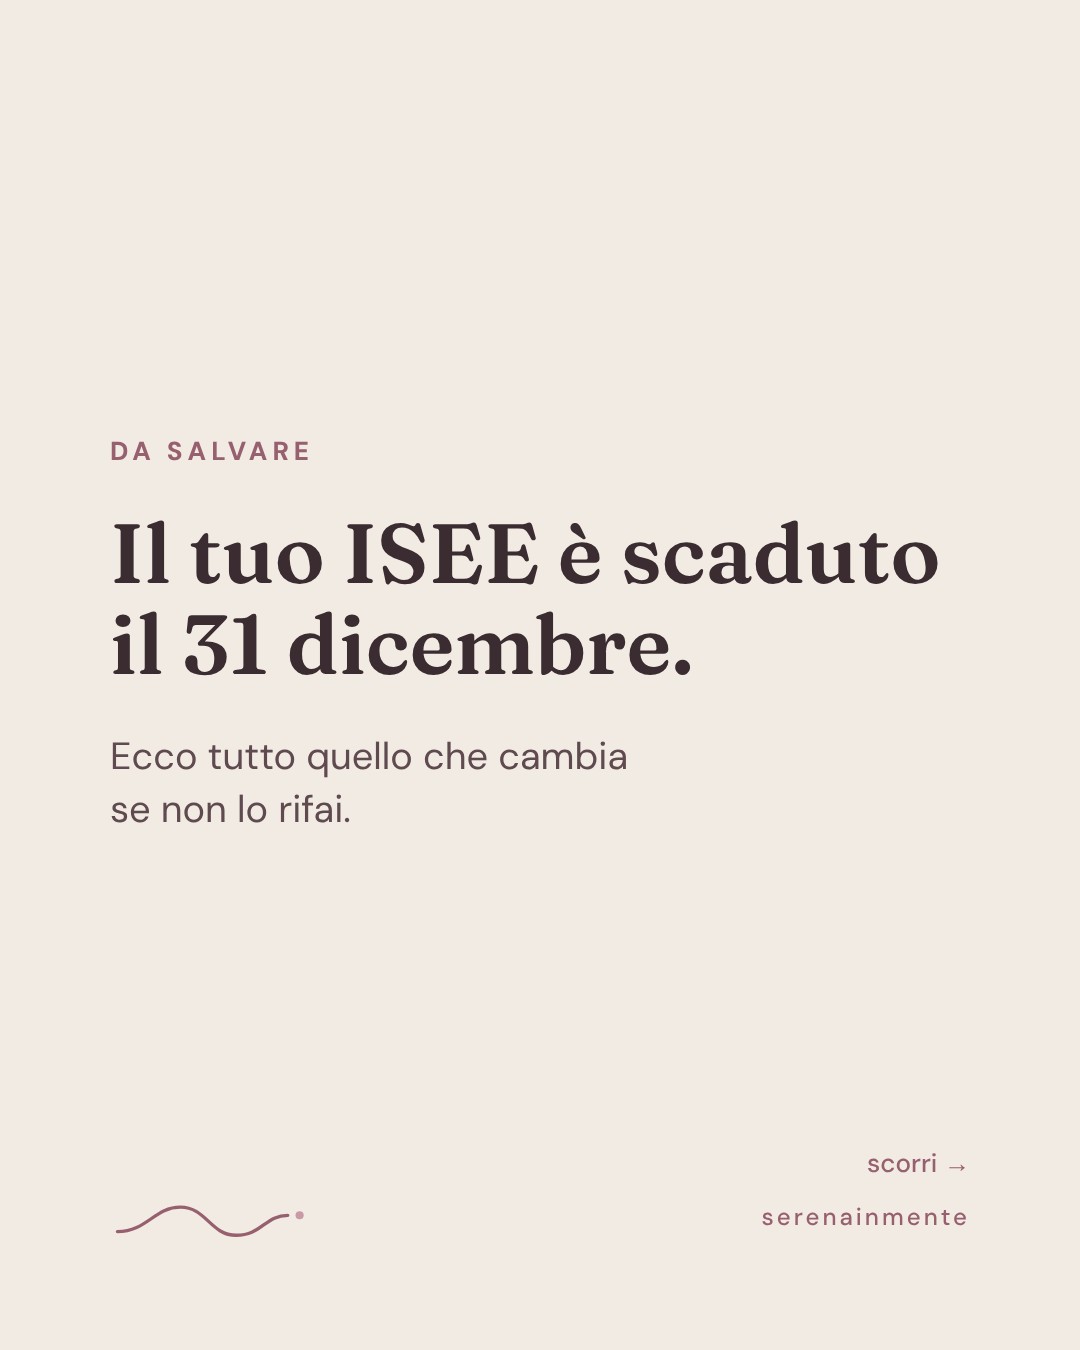 DA SALVARE
Il tuo ISEE è scaduto
il 31 dicembre.
Ecco tutto quello che cambia
se non lo rifai.
scorri →
serenainmente